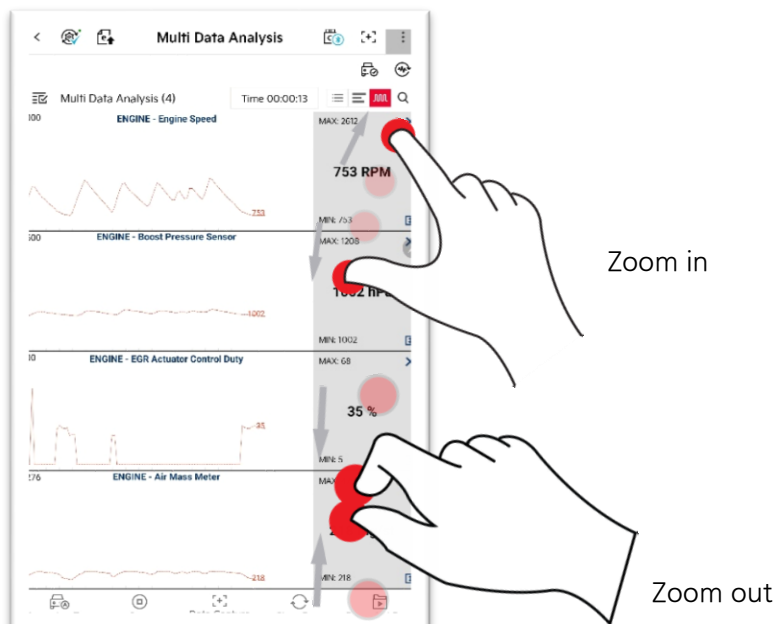 Multi Data Analysis
Multi Data Analysis (4)
Time 00:00:13
ENGINE - Engine Speed
MAX: 2612
753 RPM
753
MIN: 753
ENGINE - Boost Pressure Sensor
MAX: 1208
1002
MIN: 1002
Zoom in
ENGINE - EGR Actuator Control Duty
MAX: 68
35 %
35
MIN: 5
276
ENGINE - Air Mass Meter
218
MIN: 218
Zoom out